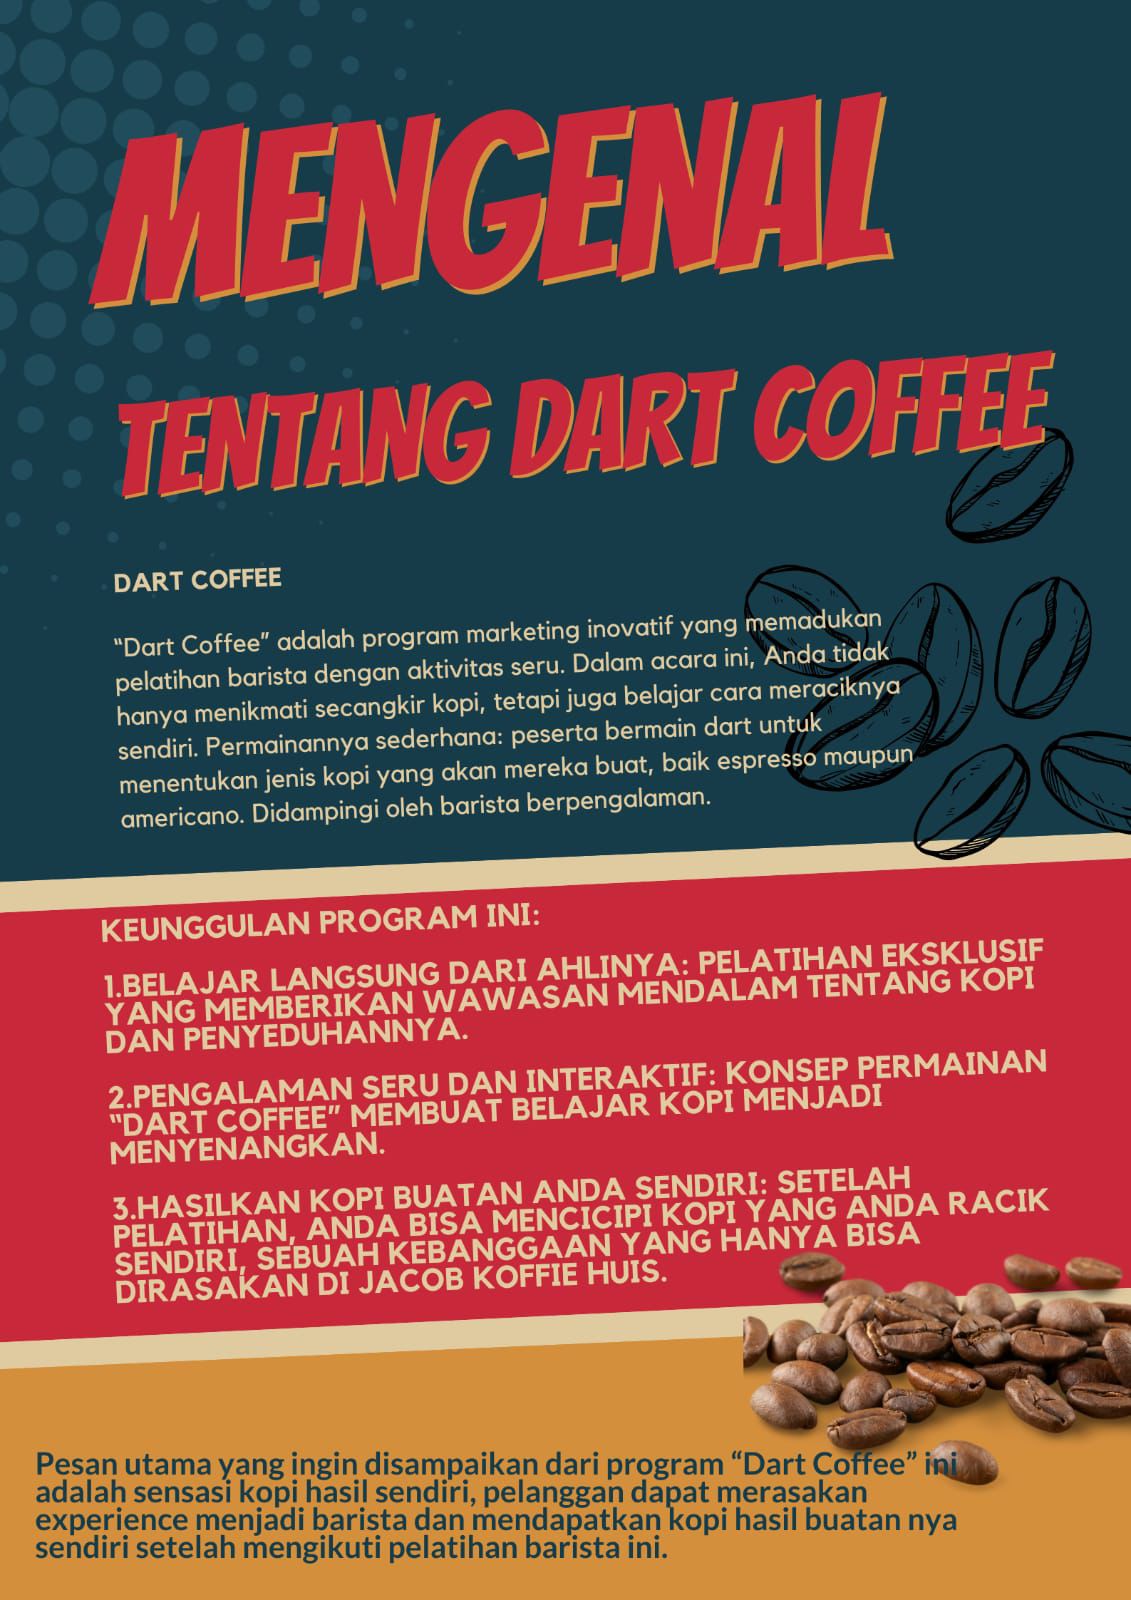 MENGENAL
TENTANG DART COFFEE
DART COFFEE
“Dart Coffee” adalah program marketing inovatif yang memadukan
pelatihan barista dengan aktivitas seru. Dalam acara ini, Anda tidak
hanya menikmati secangkir kopi, tetapi juga belajar cara meraciknya
sendiri. Permainannya sederhana: peserta bermain dart untuk
menentukan jenis kopi yang akan mereka buat, baik espresso maupun
americano. Didampingi oleh barista berpengalaman.
KEUNGGULAN PROGRAM INI:
1.BELAJAR LANGSUNG DARI AHLINYA: PELATIHAN EKSKLUSIF
YANG MEMBERIKAN WAWASAN MENDALAM TENTANG KOPI
DAN PENYEDUHANNYA.
2.PENGALAMAN SERU DAN INTERAKTIF: KONSEP PERMAINAN
“DART COFFEE” MEMBUAT BELAJAR KOPI MENJADI
MENYENANGKAN.
3.HASILKAN KOPI BUATAN ANDA SENDIRI: SETELAH
PELATIHAN, ANDA BISA MENCICIPI KOPI YANG ANDA RACIK
SENDIRI, SEBUAH KEBANGGAAN YANG HANYA BISA
DIRASAKAN DI JACOB KOFFIE HUIS.
Pesan utama yang ingin disampaikan dari program “Dart Coffee” ini
adalah sensasi kopi hasil sendiri, pelanggan dapat merasakan
experience menjadi barista dan mendapatkan kopi hasil buatan nya
sendiri setelah mengikuti pelatihan barista ini.